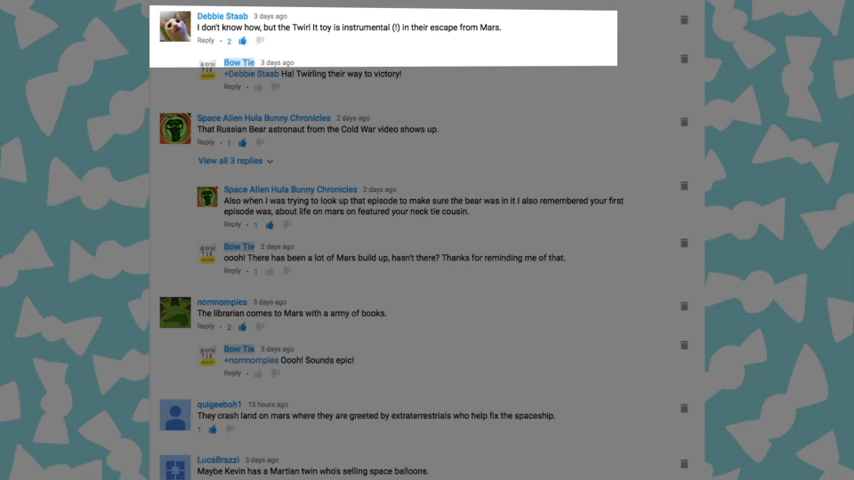 Debbie Staab 3 days ago
I don't know how, but the Twirl It toy is instrumental (!) in their escape from Mars.
Reply · 2
BOW TIE
Bow Tie 3 days ago
+Debbie Staab Ha! Twirling their way to victory!
Reply ·
Space Alien Hula Bunny Chronicles 2 days ago
That Russian Bear astronaut from the Cold War video shows up.
Reply · 1
View all 3 replies
Space Alien Hula Bunny Chronicles 2 days ago
Also when I was trying to look up that episode to make sure the bear was in it I also remembered your first
episode was, about life on mars on featured your neck tie cousin.
Reply · 1
BOW TIE
Bow Tie 2 days ago
oooh! There has been a lot of Mars build up, hasn't there? Thanks for reminding me of that.
Reply · 1
nomnompies 3 days ago
The librarian comes to Mars with a army of books.
Reply · 2
BOW TIE
Bow Tie 3 days ago
+nomnompies Oooh! Sounds epic!
Reply ·
quigeeboh1 13 hours ago
They crash land on mars where they are greeted by extraterrestrials who help fix the spaceship.
1
LucaBrazzi 3 days ago
Maybe Kevin has a Martian twin who's selling space balloons.